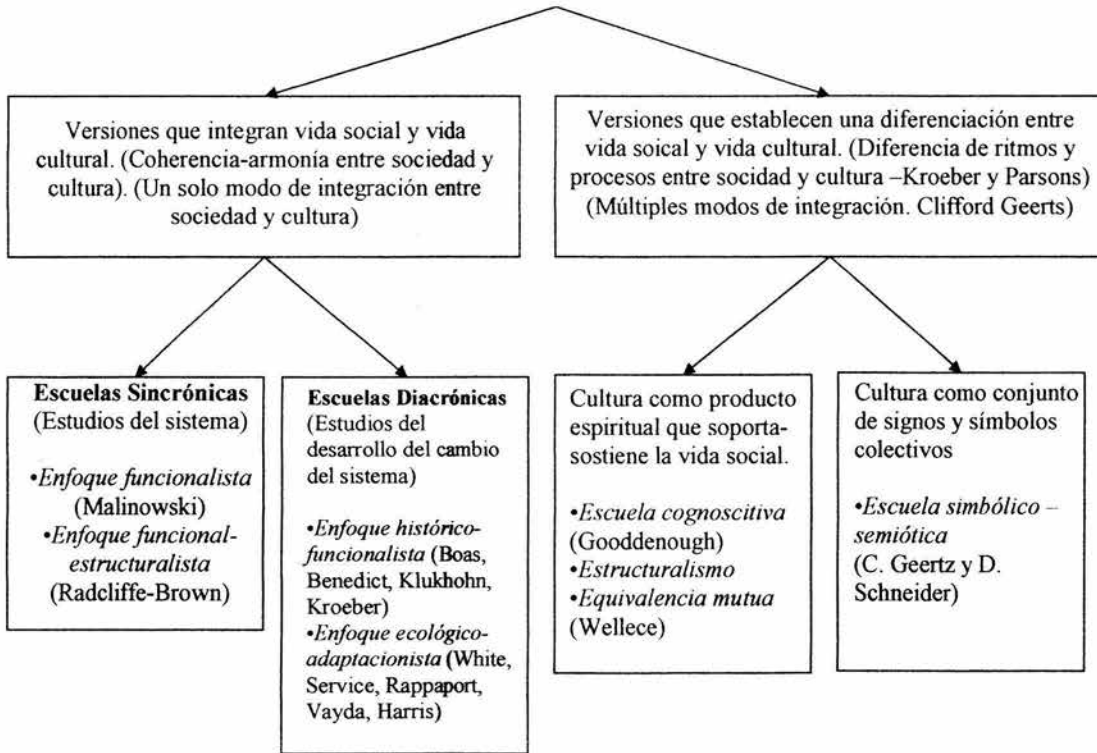 Versiones que integran vida social y vida
cultural. (Coherencia-armonía entre sociedad y
cultura). (Un solo modo de integración entre
sociedad y cultura)
Versiones que establecen una diferenciación entre
vida soical y vida cultural. (Diferencia de ritmos y
procesos entre socidad y cultura –Kroeber y Parsons)
(Múltiples modos de integración. Clifford Geerts)
Escuelas Sincrónicas
(Estudios del sistema)
•Enfoque funcionalista
(Malinowski)
•Enfoque funcional-
estructuralista
(Radcliffe-Brown)
Escuelas Diacrónicas
(Estudios del
desarrollo del cambio
del sistema)
•Enfoque histórico-
funcionalista (Boas,
Benedict, Klukhohn,
Kroeber)
•Enfoque ecológico-
adaptacionista (White,
Service, Rappaport,
Vayda, Harris)
Cultura como producto
espiritual que soporta-
sostiene la vida social.
•Escuela cognoscitiva
(Gooddenough)
•Estructuralismo
•Equivalencia mutua
(Wellece)
Cultura como conjunto
de signos y símbolos
colectivos
•Escuela simbólico –
semiótica
(C. Geertz y D.
Schneider)